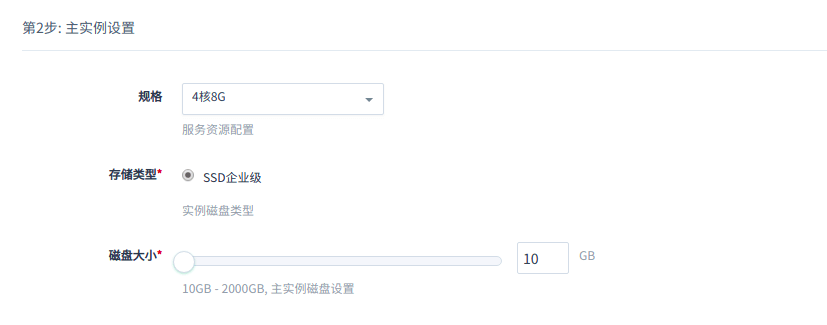 第2步: 主实例设置
规格
4核8G
服务资源配置
存储类型*
SSD企业级
实例磁盘类型
磁盘大小*
10
GB
10GB - 2000GB, 主实例磁盘设置